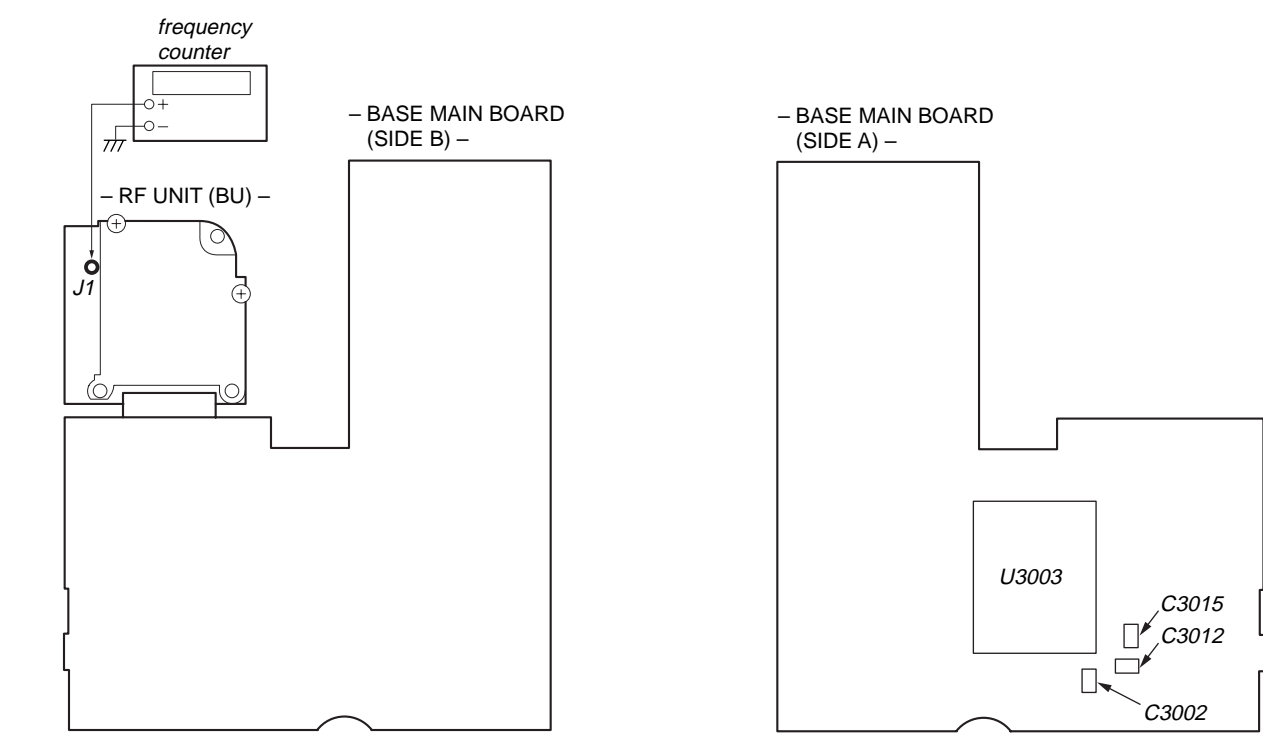 frequency
counter
+
–
– BASE MAIN BOARD
(SIDE B) –
– RF UNIT (BU) –
J1
– BASE MAIN BOARD
(SIDE A) –
U3003
C3015
C3012
C3002